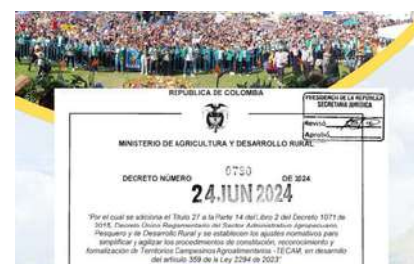 REPÚBLICA DE COLOMBIA
PRESIDENCIA DE LA REPÚBLICA
SECRETARIA JURÍDICA
Revisó
Aprobó
MINISTERIO DE AGRICULTURA Y DESARROLLO RURAL
DECRETO NÚMERO 0780 DE 2024
24 JUN 2024
"Por el cual se adiciona el Título 27 a la Parte 14 del Libro 2 del Decreto 1071 de
2015, Decreto Único Reglamentario del Sector Administrativo Agropecuario,
Pesquero y de Desarrollo Rural y se establecen los ajustes normativos para
simplificar y agilizar los procedimientos de constitución, reconocimiento y
formalización de Territorios Campesinos Agroalimentarios -TECAM, en desarrollo
del artículo 359 de la Ley 2294 de 2023"